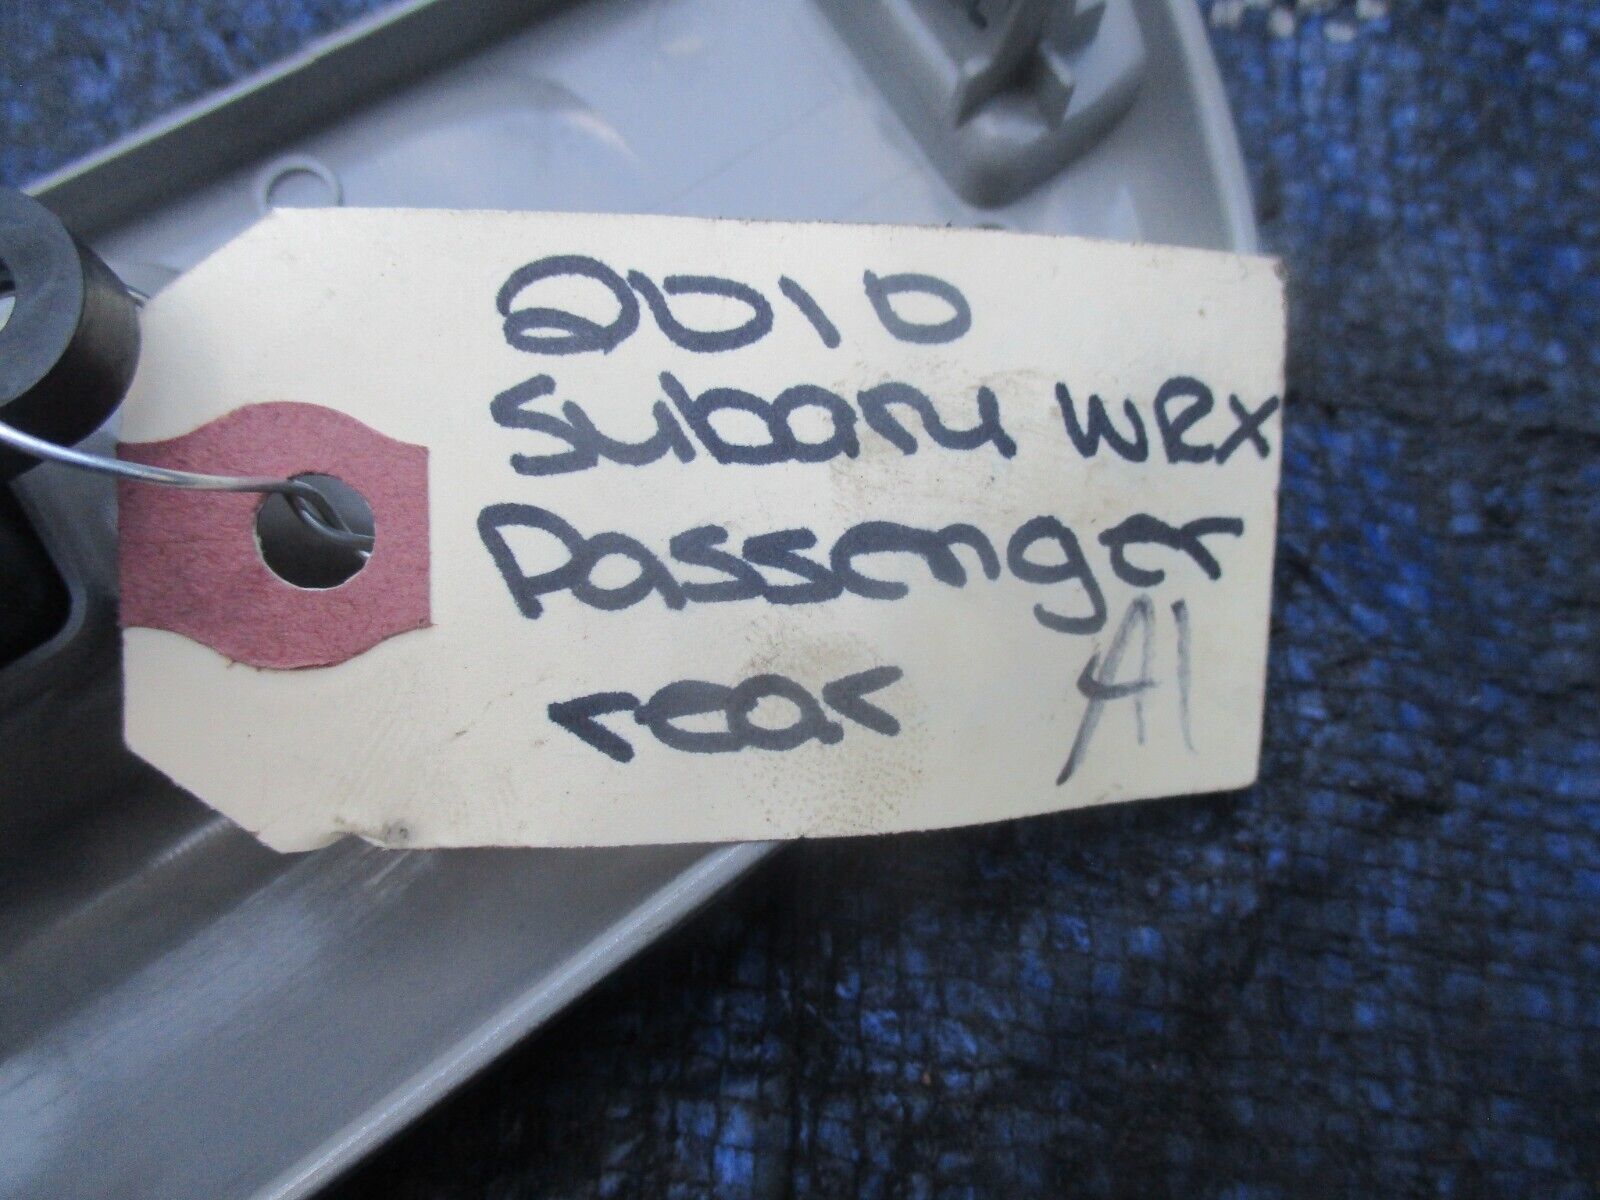 2010
Subaru WRX
Passenger
rear
A1